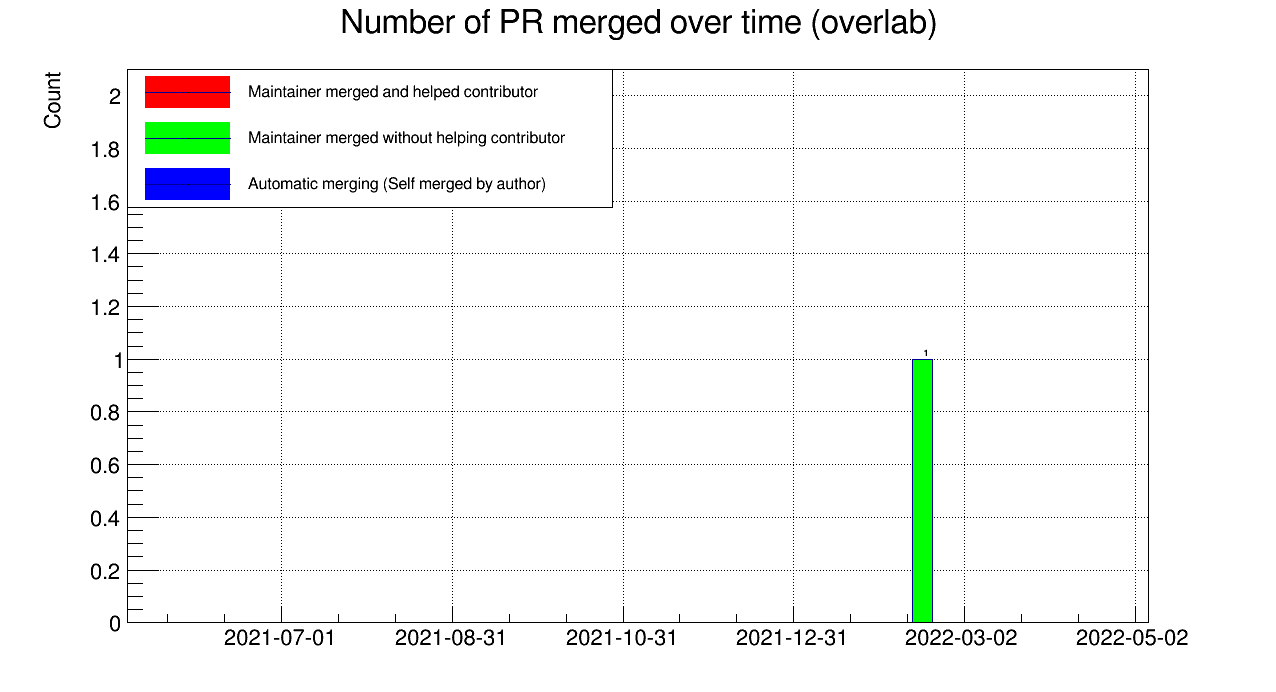 Number of PR merged over time (overlab)
Count
Maintainer merged and helped contributor
Maintainer merged without helping contributor
Automatic merging (Self merged by author)
2
1.8
1.6
1.4
1.2
1
0.8
0.6
0.4
0.2
0
1
2021-07-01 2021-08-31 2021-10-31 2021-12-31 2022-03-02 2022-05-02